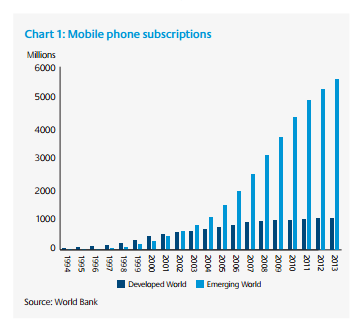 Chart 1: Mobile phone subscriptions
Millions
6000
5000
4000
3000
2000
1000
0
1994 1995 1996 1997 1998 1999 2000 2001 2002 2003 2004 2005 2006 2007 2008 2009 2010 2011 2012 2013
Developed World Emerging World
Source: World Bank